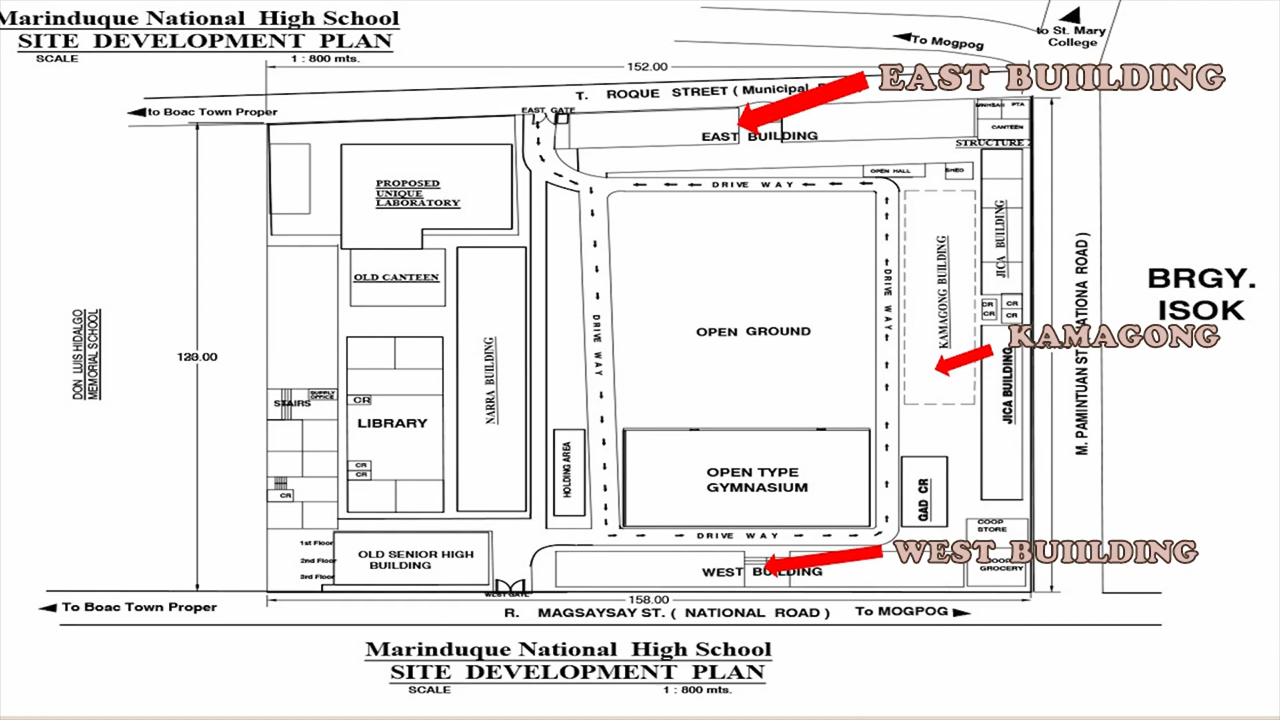 Marinduque National High School
SITE DEVELOPMENT PLAN
SCALE 1 : 800 mts.
to St. Mary
College
To Mogpog
152.00
EAST BUIILDING
T. ROQUE STREET ( Municipal
to Boac Town Proper
EAST GATE
EAST BUILDING
PTA
CANTEEN
STRUCTURE 2
OPEN HALL
SHED
DRIVE WAY
PROPOSED
UNIQUE
LABORATORY
OLD CANTEEN
JICA BUILDING
KAMAGONG BUILDING
DRIVE WAY
M. PAMINTUAN ST NATIONA ROAD )
BRGY.
ISOK
CR
CR
CR
CR
KAMAGONG
OPEN GROUND
DRIVE WAY
DON LUIS HIDALGO
MEMORIAL SCHOOL
128.00
NARRA BUILDING
JICA BUILDING
SUPPLY
OFFICE
STAIRS
CR
LIBRARY
CR
CR
CR
HOLDING AREA
OPEN TYPE
GYMNASIUM
GAD CR
COOP
STORE
DRIVE WAY
1st Floor
2nd Floor
3rd Floor
OLD SENIOR HIGH
BUILDING
WEST BUIILDING
WEST BUILDING
COOP
GROCERY
WEST GATE
158.00
To Boac Town Proper
R. MAGSAYSAY ST. ( NATIONAL ROAD )
To MOGPOG
Marinduque National High School
SITE DEVELOPMENT PLAN
SCALE 1 : 800 mts.